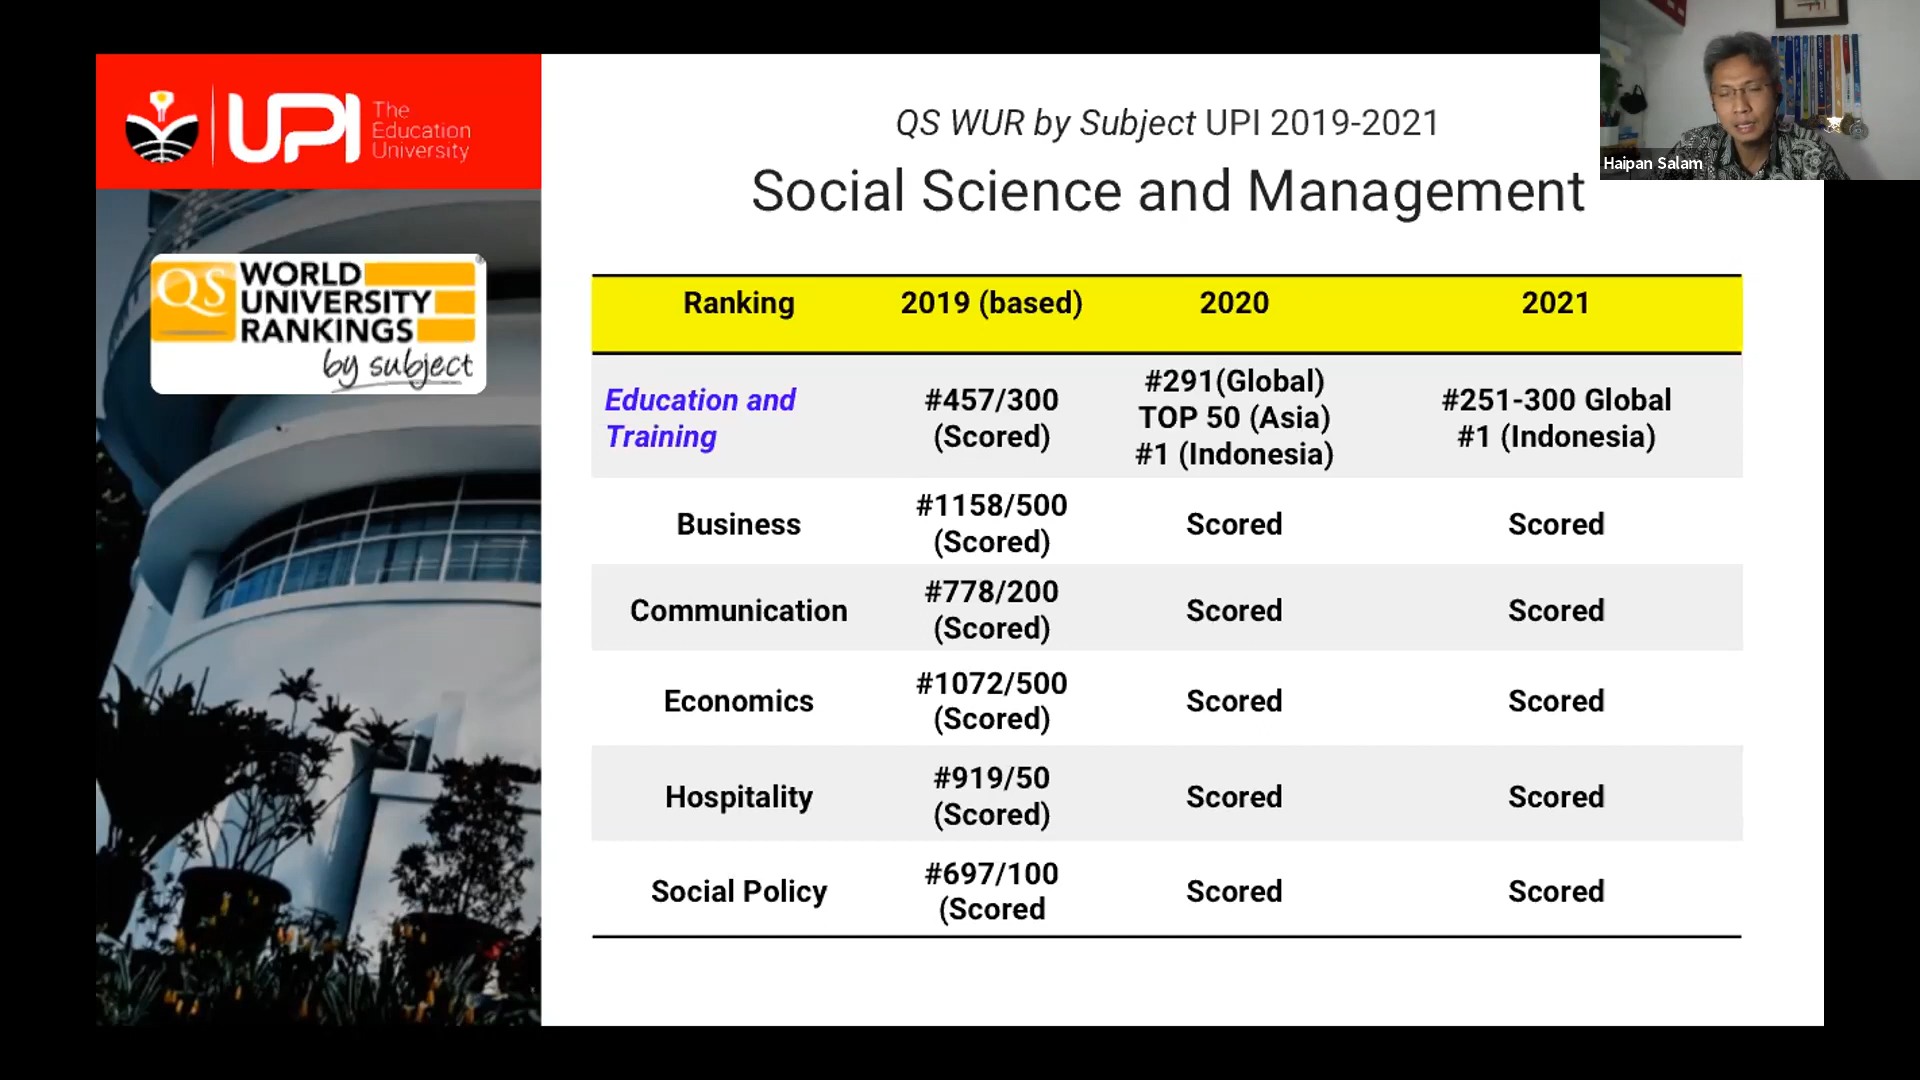 UPI
The
Education
University
QS
WORLD
UNIVERSITY
RANKINGS
by subject
®
QS WUR by Subject UPI 2019-2021
Social Science and Management
Haipan Salam
Ranking 2019 (based) 2020 2021
Education and Training #457/300 (Scored) #291(Global) TOP 50 (Asia) #1 (Indonesia) #251-300 Global #1 (Indonesia)
Business #1158/500 (Scored) Scored Scored
Communication #778/200 (Scored) Scored Scored
Economics #1072/500 (Scored) Scored Scored
Hospitality #919/50 (Scored) Scored Scored
Social Policy #697/100 (Scored Scored Scored